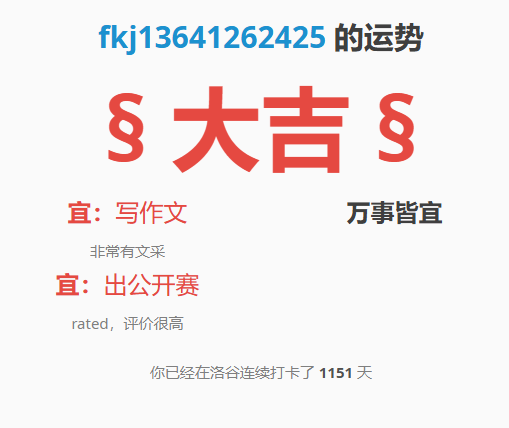 fkj13641262425 的运势
§ 大吉 §
宜：写作文 万事皆宜
非常有文采
宜：出公开赛
rated，评价很高
你已经在洛谷连续打卡了 1151 天